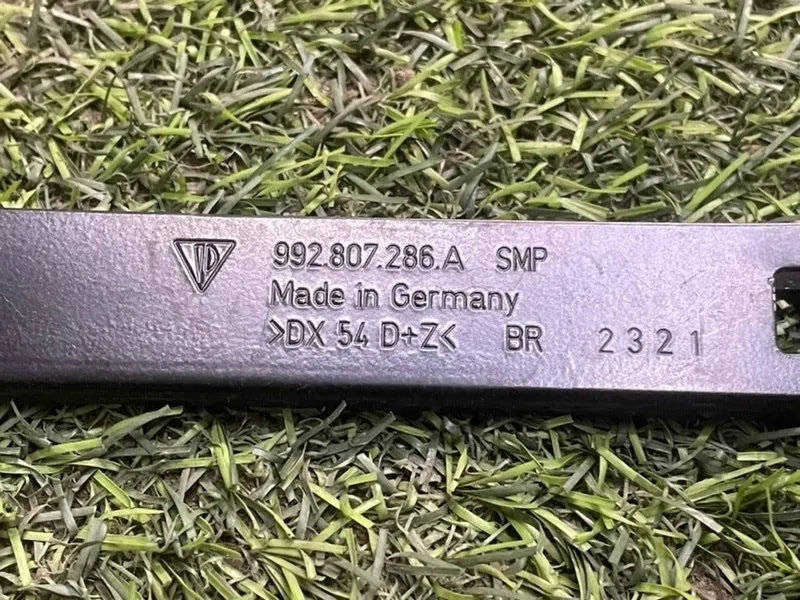 992.807.286.A SMP
Made in Germany
>DX 54 D+Z< BR 2321